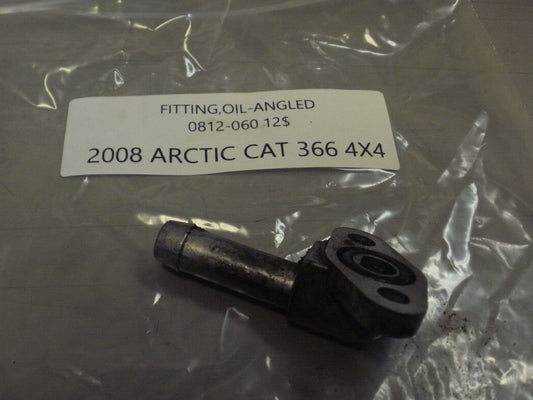 FITTING,OIL-ANGLED
0812-060 12$
2008 ARCTIC CAT 366 4X4